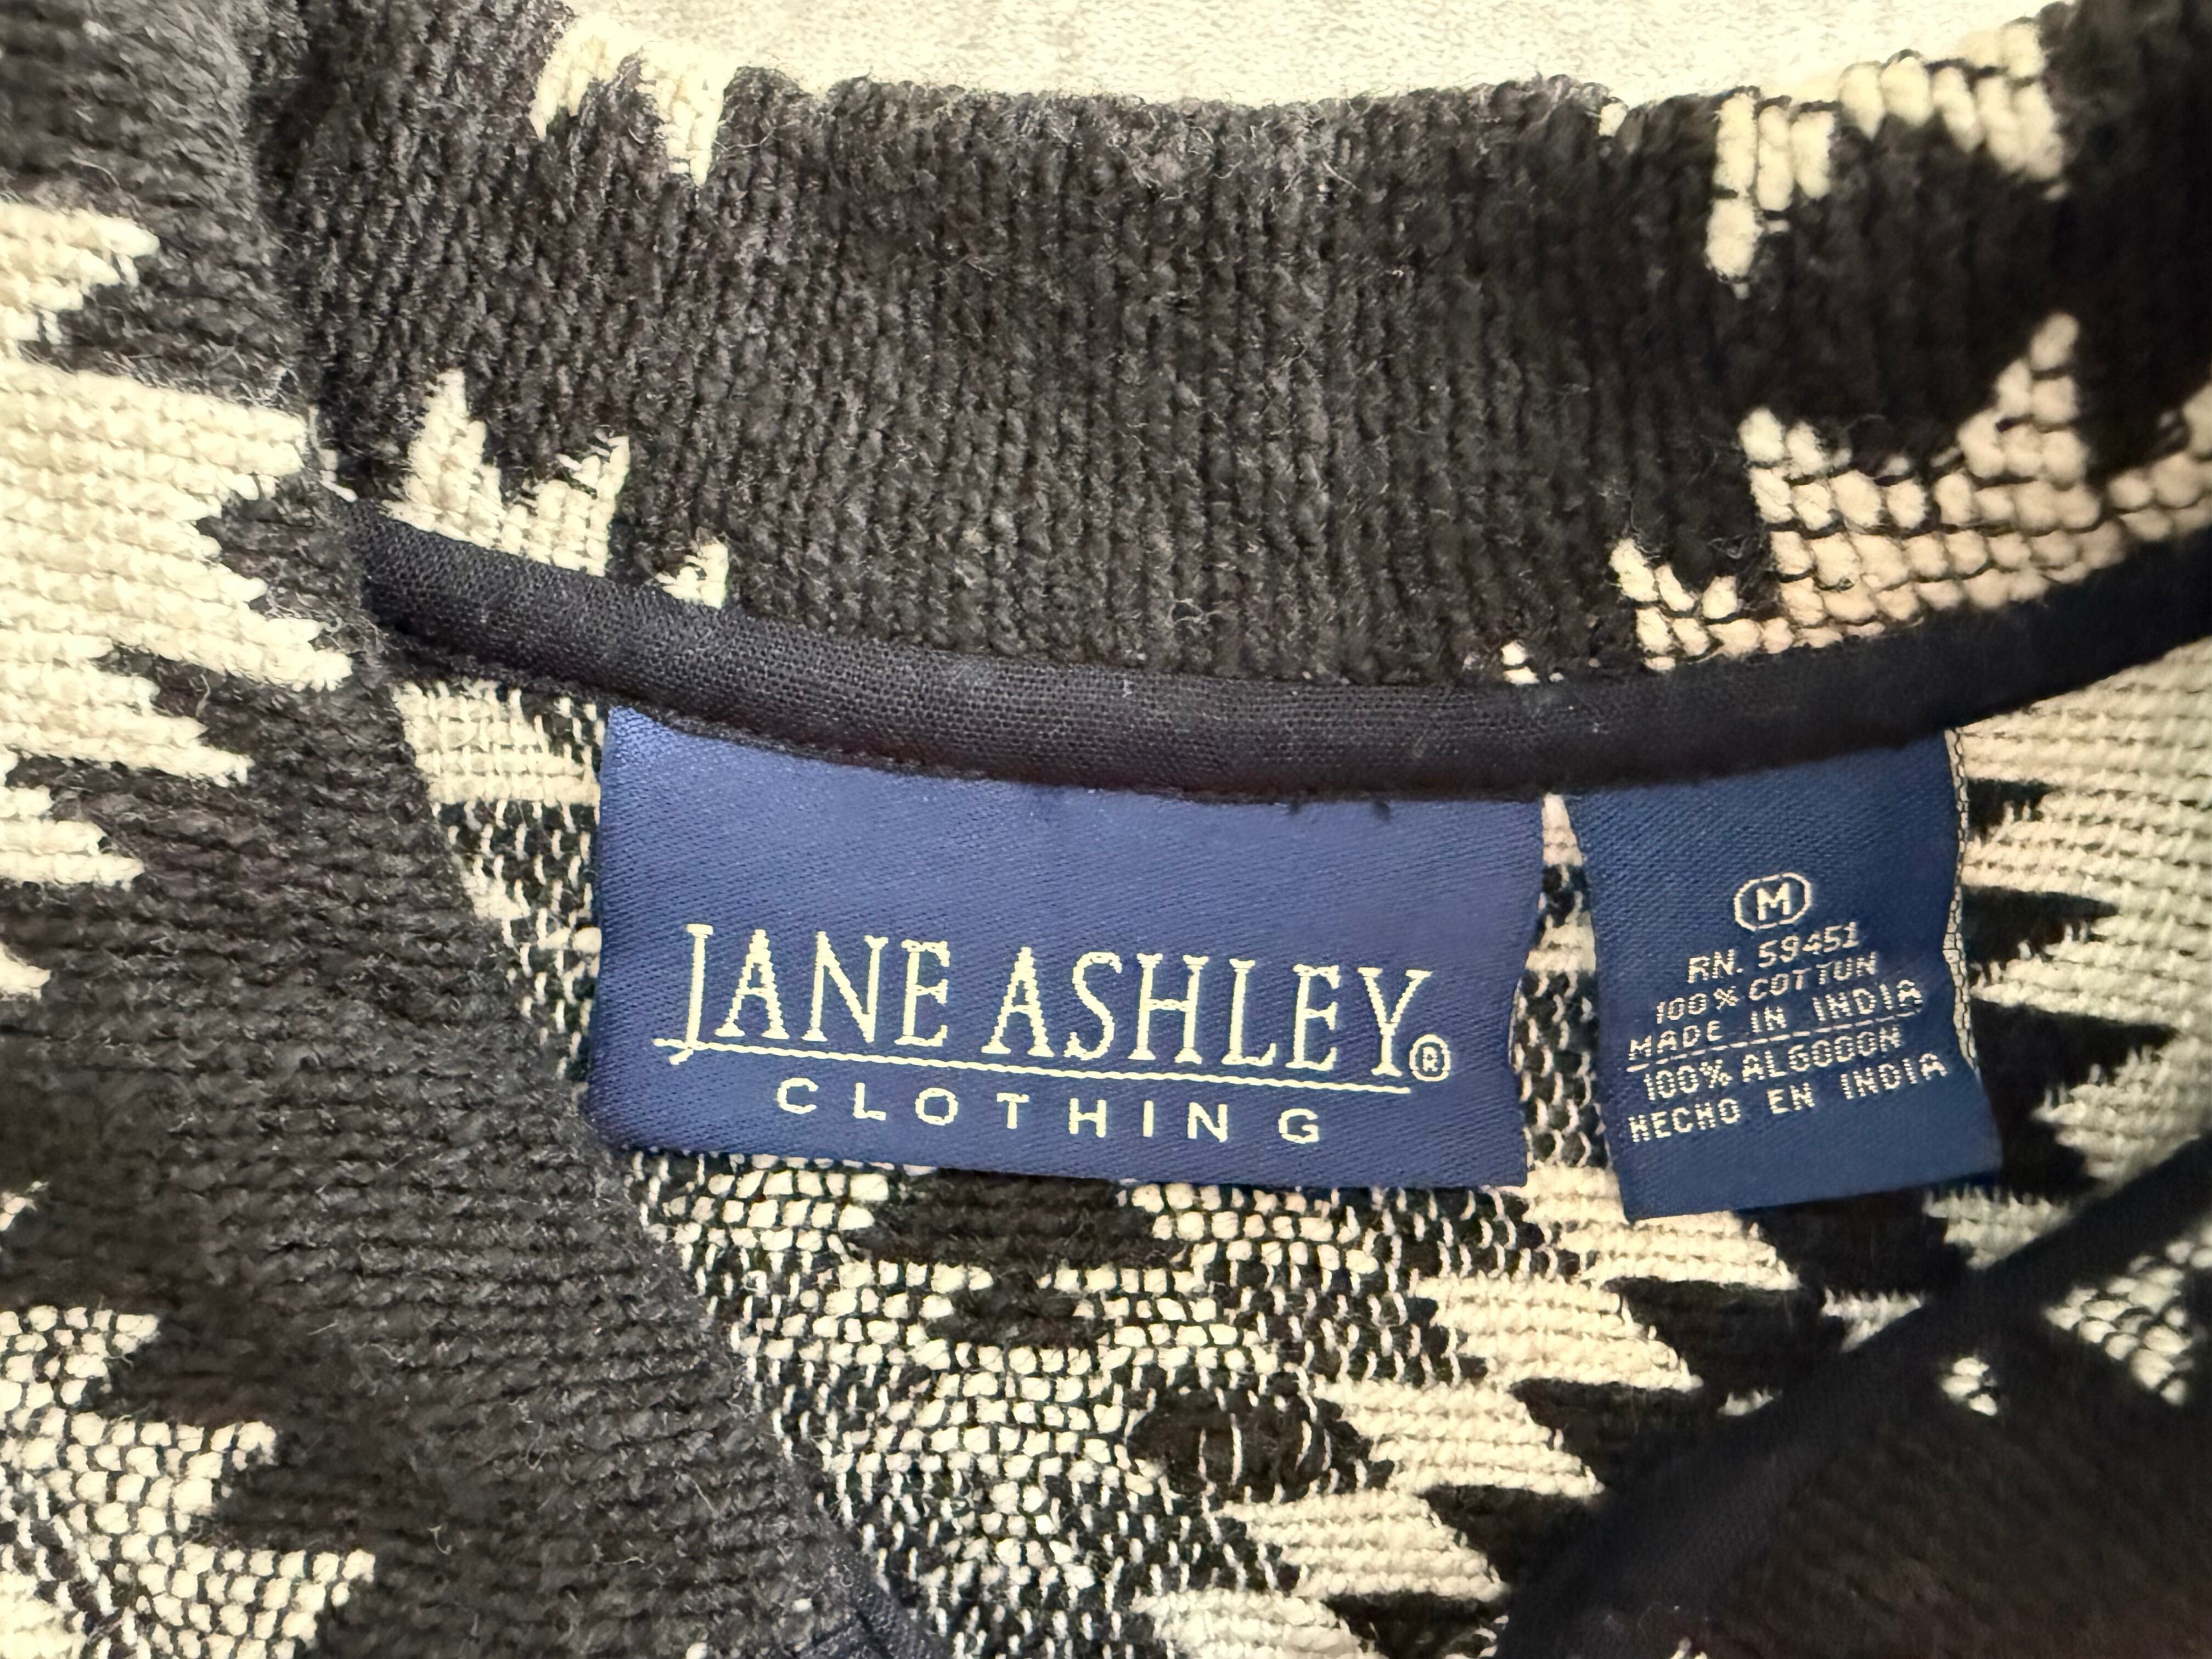 JANE ASHLEY®
CLOTHING
M
RN. 59451
100% COTTON
MADE IN INDIA
100% ALGODON
HECHO EN INDIA